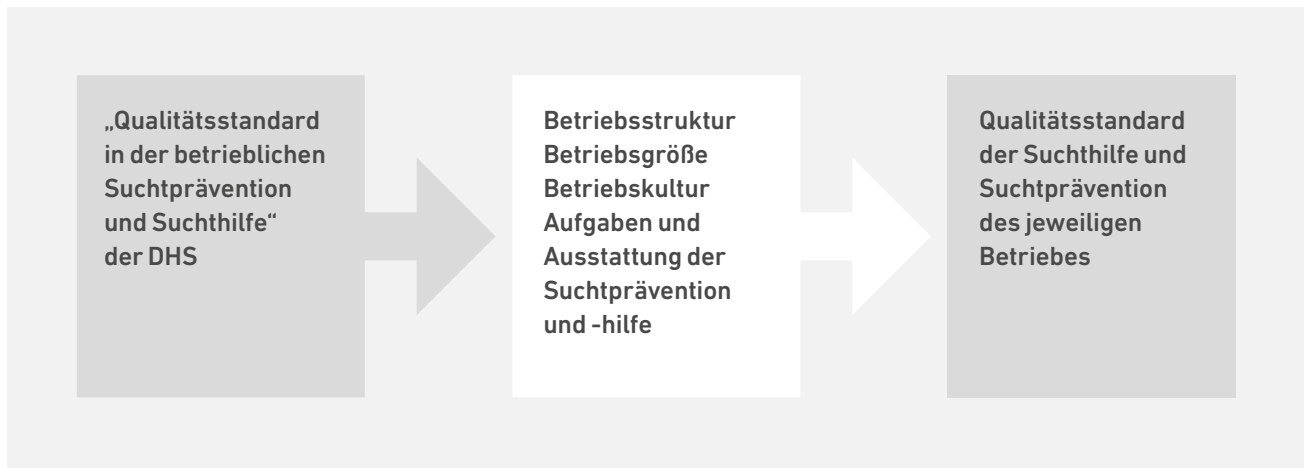 „Qualitätsstandard
in der betrieblichen
Suchtprävention
und Suchthilfe“
der DHS
Betriebsstruktur
Betriebsgröße
Betriebskultur
Aufgaben und
Ausstattung der
Suchtprävention
und -hilfe
Qualitätsstandard
der Suchthilfe und
Suchtprävention
des jeweiligen
Betriebes